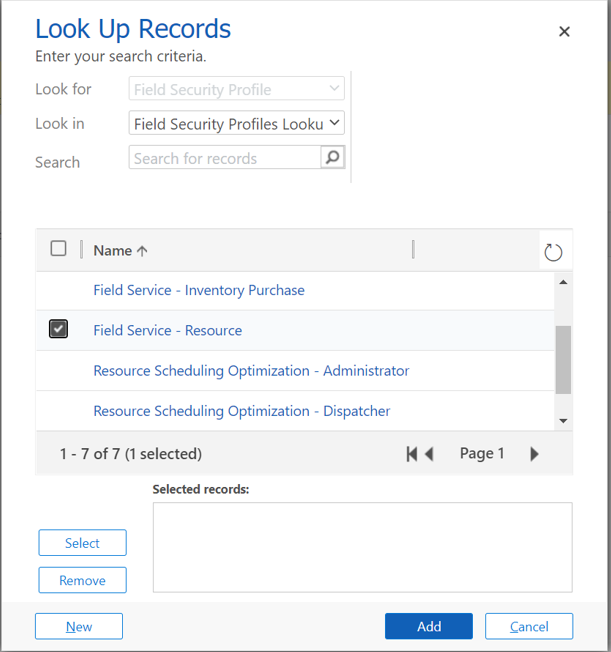 Look Up Records
Enter your search criteria.
Look for
Field Security Profile
Look in
Field Security Profiles Looku
Search
Search for records
Name
Field Service - Inventory Purchase
Field Service - Resource
Resource Scheduling Optimization - Administrator
Resource Scheduling Optimization - Dispatcher
1 - 7 of 7 (1 selected)
Page 1
Selected records:
Select
Remove
New
Add
Cancel